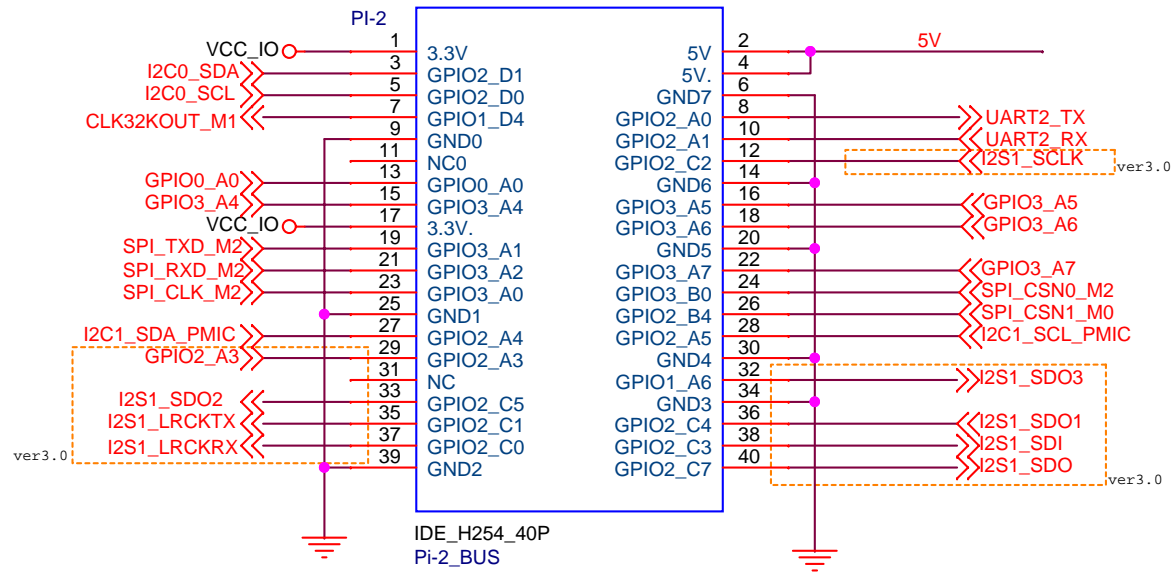 PI-2
VCC_IO 1 3.3V 5V 2 5V
I2C0_SDA 3 GPIO2_D1 5V. 4
I2C0_SCL 5 GPIO2_D0 GND7 6
CLK32KOUT_M1 7 GPIO1_D4 GPIO2_A0 8 UART2_TX
9 GND0 GPIO2_A1 10 UART2_RX
11 NC0 GPIO2_C2 12 I2S1_SCLK ver3.0
GPIO0_A0 13 GPIO0_A0 GND6 14
GPIO3_A4 15 GPIO3_A4 GPIO3_A5 16 GPIO3_A5
VCC_IO 17 3.3V. GPIO3_A6 18 GPIO3_A6
SPI_TXD_M2 19 GPIO3_A1 GND5 20
SPI_RXD_M2 21 GPIO3_A2 GPIO3_A7 22 GPIO3_A7
SPI_CLK_M2 23 GPIO3_A0 GPIO3_B0 24 SPI_CSN0_M2
25 GND1 GPIO2_B4 26 SPI_CSN1_M0
I2C1_SDA_PMIC 27 GPIO2_A4 GPIO2_A5 28 I2C1_SCL_PMIC
GPIO2_A3 29 GPIO2_A3 GND4 30
31 NC GPIO1_A6 32 I2S1_SDO3
I2S1_SDO2 33 GPIO2_C5 GND3 34
I2S1_LRCKTX 35 GPIO2_C1 GPIO2_C4 36 I2S1_SDO1
I2S1_LRCKRX 37 GPIO2_C0 GPIO2_C3 38 I2S1_SDI
ver3.0 39 GND2 GPIO2_C7 40 I2S1_SDO ver3.0
IDE_H254_40P
Pi-2_BUS